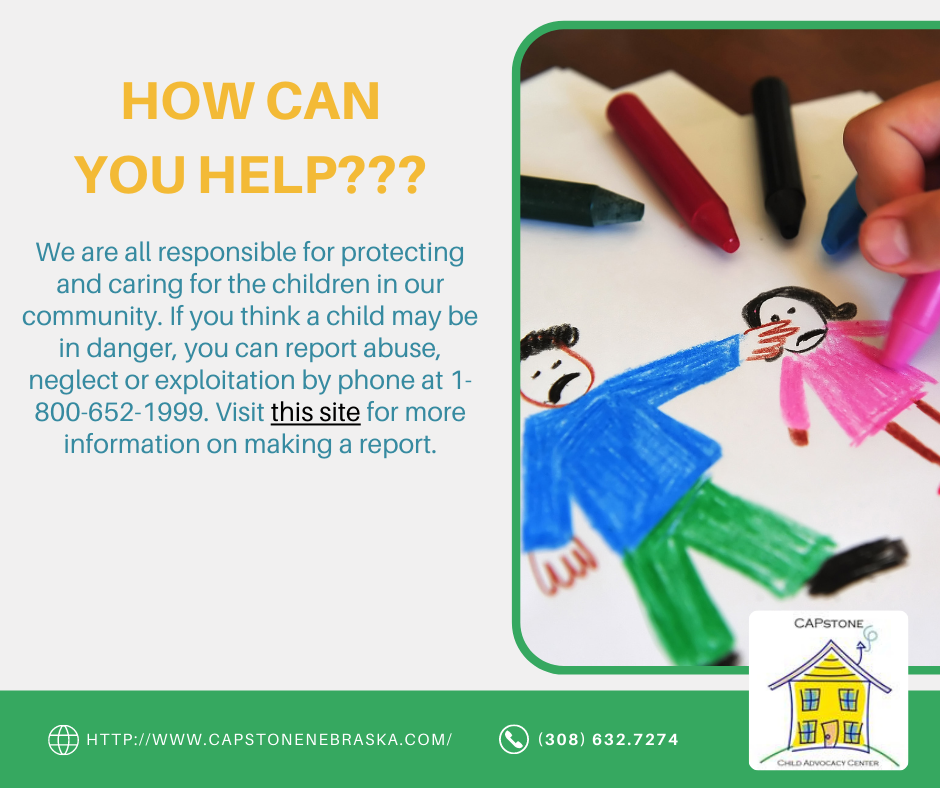 HOW CAN
YOU HELP???
We are all responsible for protecting
and caring for the children in our
community. If you think a child may be
in danger, you can report abuse,
neglect or exploitation by phone at 1-
800-652-1999. Visit this site for more
information on making a report.
CAPSTONE
CHILD ADVOCACY CENTER
HTTP://WWW.CAPSTONENEBRASKA.COM/
(308) 632.7274